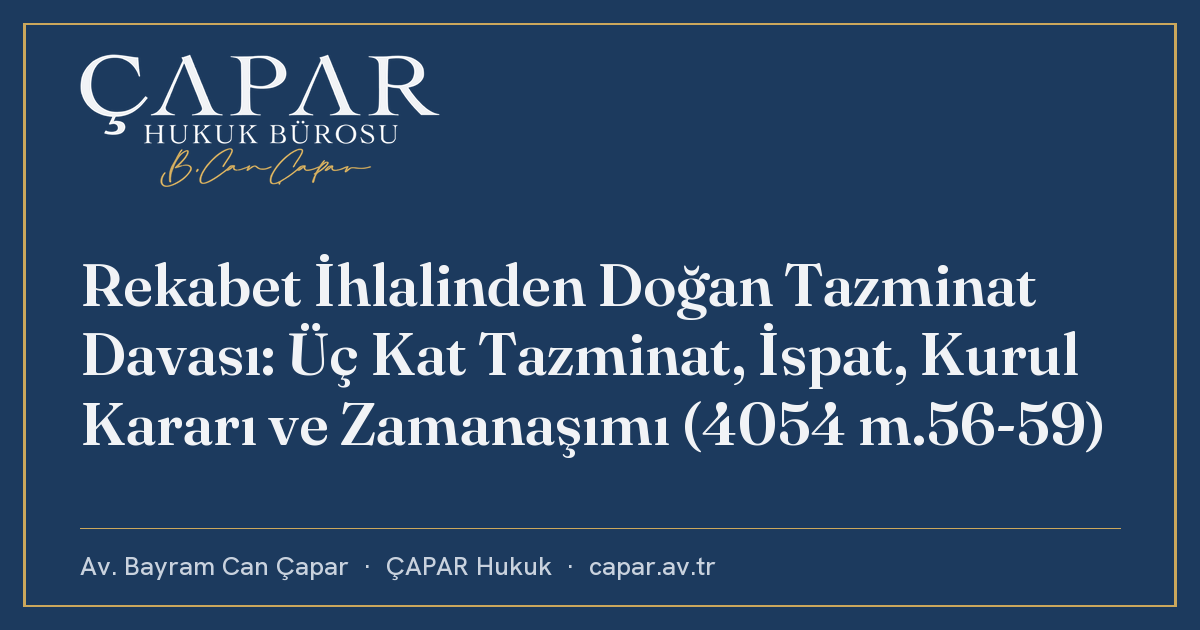 ÇAPAR
HUKUK BÜROSU
B.Can Çapar
Rekabet İhlalinden Doğan Tazminat
Davası: Üç Kat Tazminat, İspat, Kurul
Kararı ve Zamanaşımı (4054 m.56-59)
Av. Bayram Can Çapar · ÇAPAR Hukuk · capar.av.tr